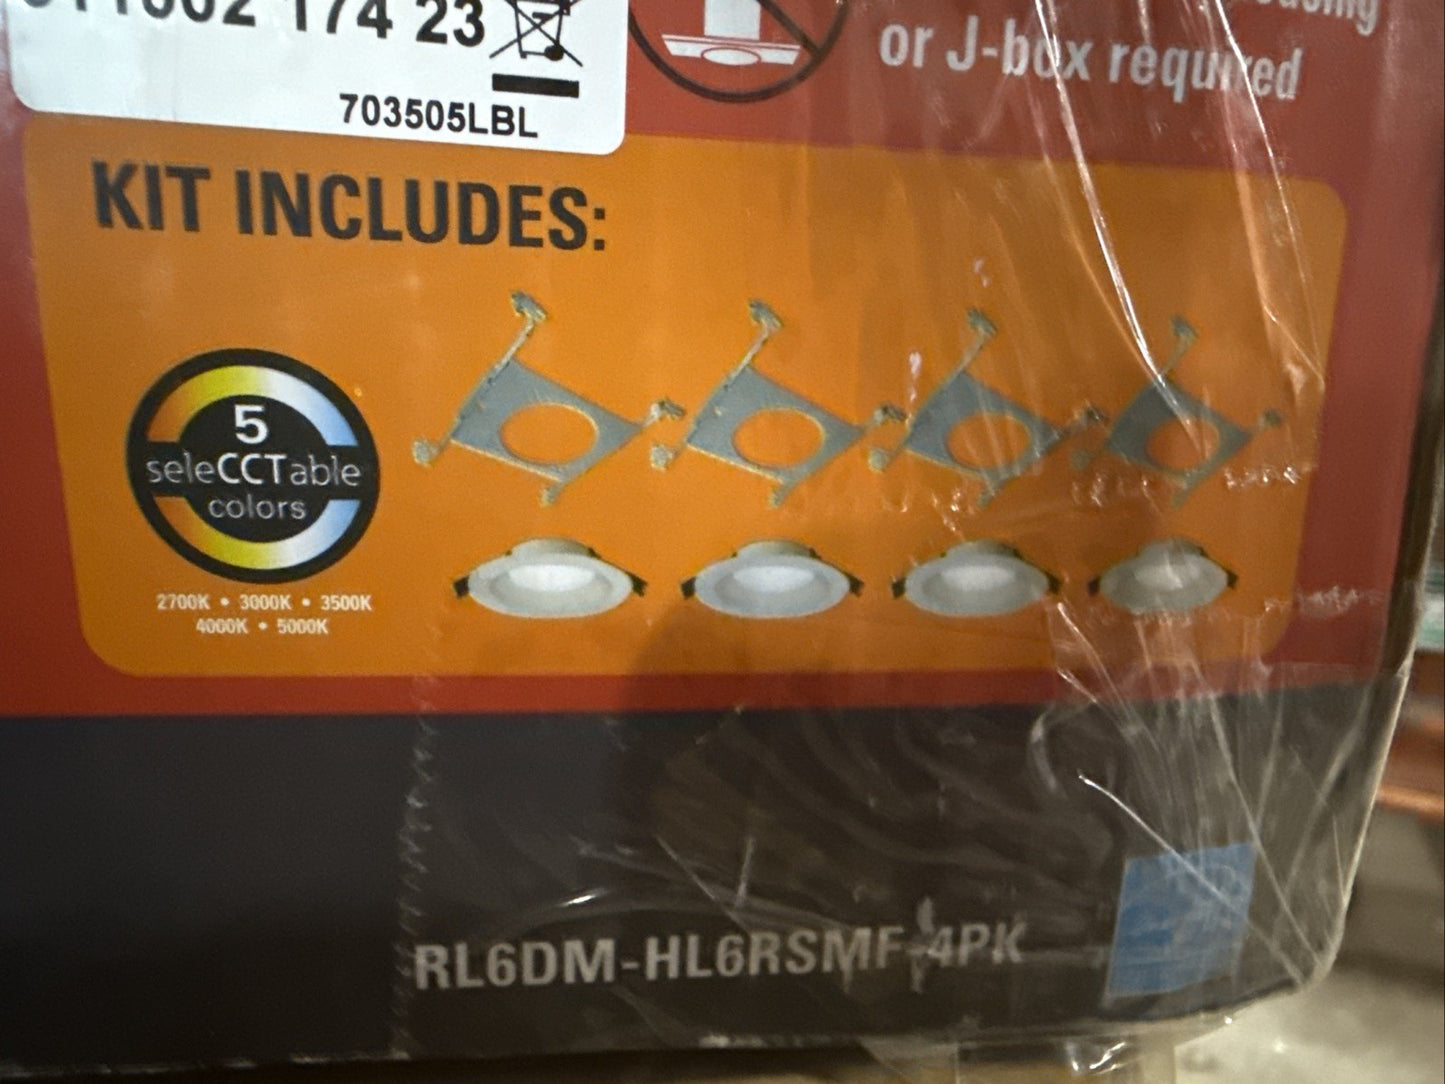 174 23
703505LBL
or J-box required
KIT INCLUDES:
5
seleCCTable
colors
2700K • 3000K • 3500K
4000K • 5000K
RL6DM-HL6RSMF-4PK